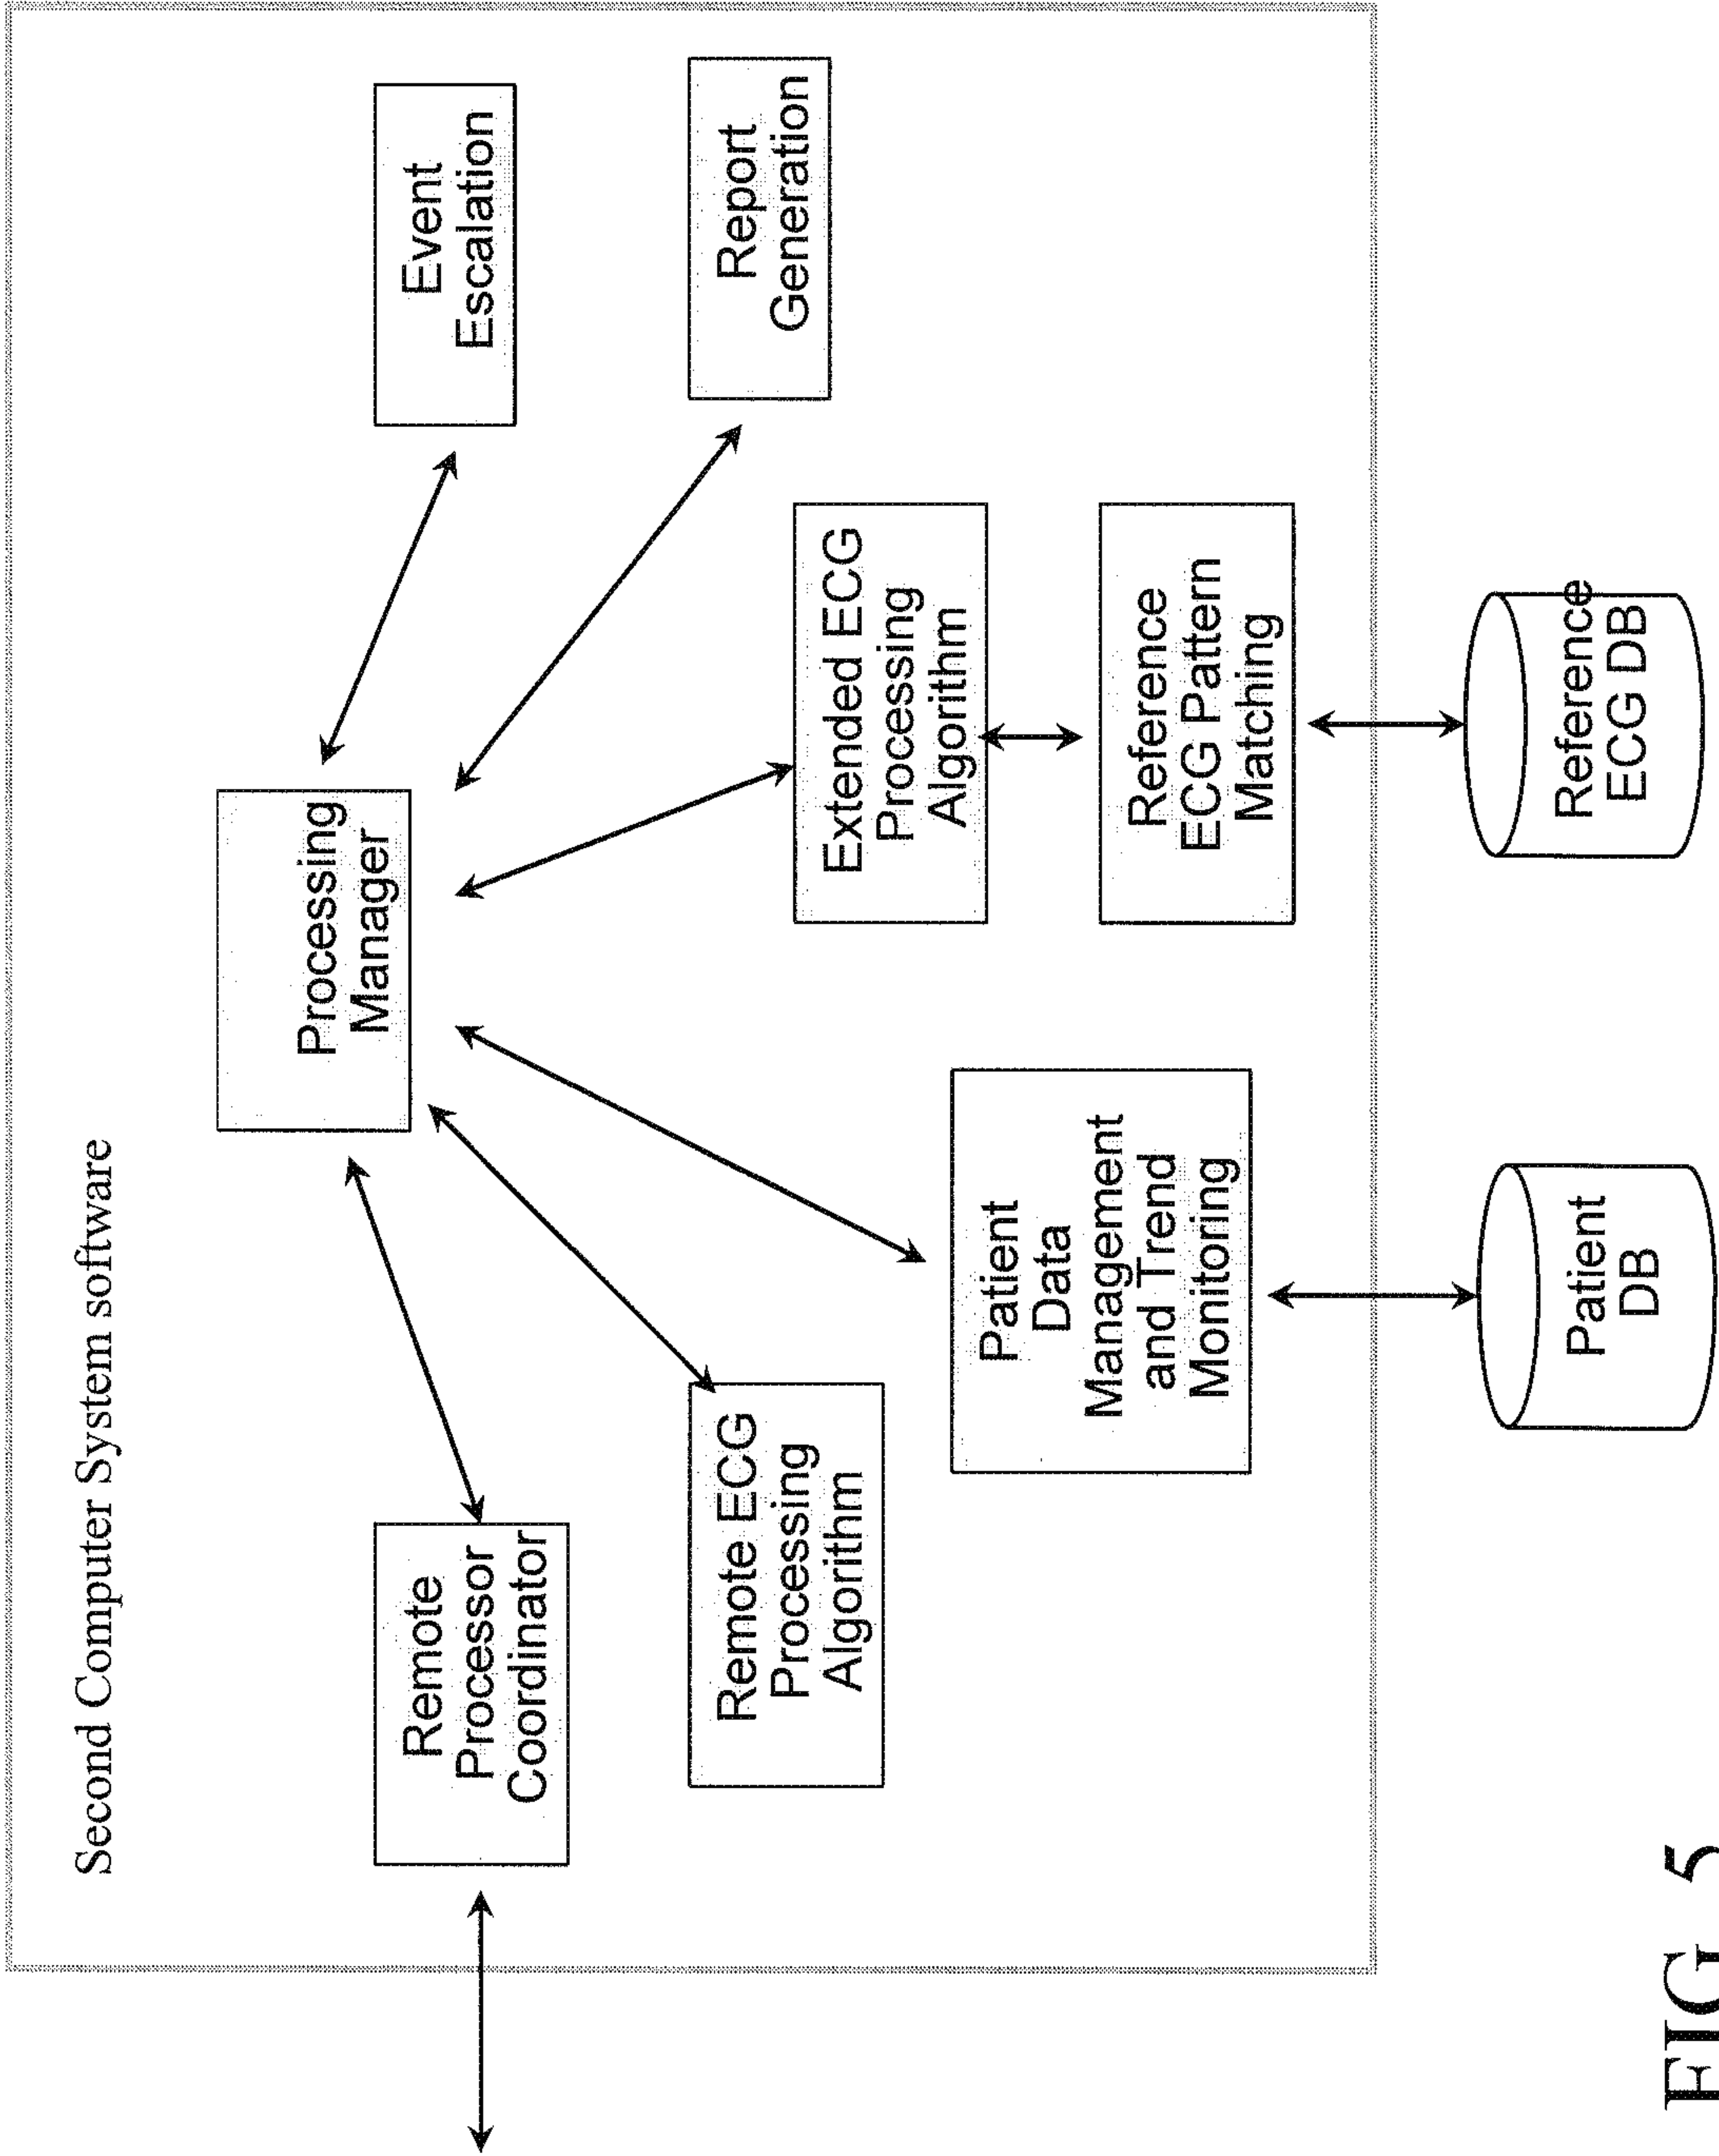 Second Computer System software
Processing
Manager
Remote
Processor
Coordinator
Event
Escalation
Remote ECG
Processing
Algorithm
Report
Generation
Extended ECG
Processing
Algorithm
Patient
Data
Management
and Trend
Monitoring
Reference
ECG Pattern
Matching
Patient
DB
Reference
ECG DB
FIG 5